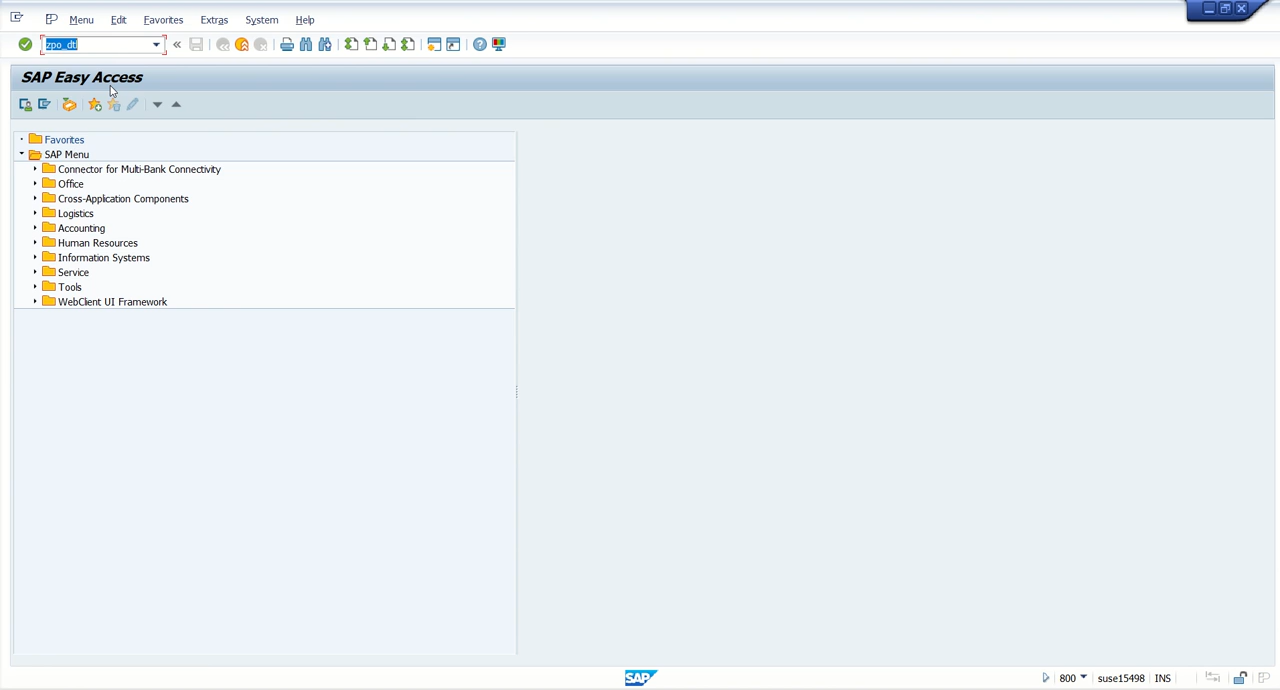 Menu Edit Favorites Extras System Help
zpo_dt
SAP Easy Access
Favorites
SAP Menu
Connector for Multi-Bank Connectivity
Office
Cross-Application Components
Logistics
Accounting
Human Resources
Information Systems
Service
Tools
WebClient UI Framework
SAP
800 suse15498 INS